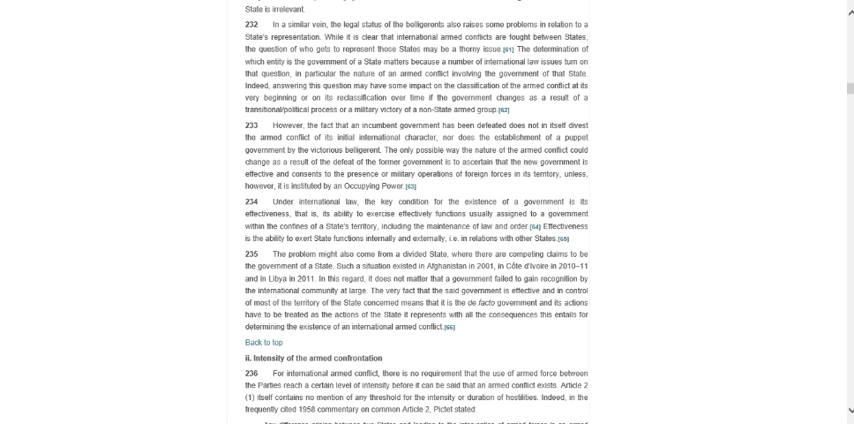 State is irrelevant.
232 In a similar vein, the legal status of the belligerents also raises some problems in relation to a
State's representation. While it is clear that international armed conflicts are fought between States,
the question of who gets to represent those States may be a thorny issue.[61] The determination of
which entity is the government of a State matters because a number of international law issues turn on
that question, in particular the nature of an armed conflict involving the government of that State.
Indeed, answering this question may have some impact on the classification of the armed conflict at its
very beginning or on its reclassification over time if the government changes as a result of a
transitional/political process or a military victory of a non-State armed group.[62]
233 However, the fact that an incumbent government has been defeated does not in itself divest
the armed conflict of its initial international character, nor does the establishment of a puppet
government by the victorious belligerent. The only possible way the nature of the armed conflict could
change as a result of the defeat of the former government is to ascertain that the new government is
effective and consents to the presence or military operations of foreign forces in its territory, unless,
however, it is instituted by an Occupying Power.[63]
234 Under international law, the key condition for the existence of a government is its
effectiveness, that is, its ability to exercise effectively functions usually assigned to a government
within the confines of a State's territory, including the maintenance of law and order.[64] Effectiveness
is the ability to exert State functions internally and externally, i.e. in relations with other States.[65]
235 The problem might also come from a divided State, where there are competing claims to be
the government of a State. Such a situation existed in Afghanistan in 2001, in Côte d'Ivoire in 2010–11
and in Libya in 2011. In this regard, it does not matter that a government failed to gain recognition by
the international community at large. The very fact that the said government is effective and in control
of most of the territory of the State concerned means that it is the de facto government and its actions
have to be treated as the actions of the State it represents with all the consequences this entails for
determining the existence of an international armed conflict.[66]
Back to top
ii. Intensity of the armed confrontation
236 For international armed conflict, there is no requirement that the use of armed force between
the Parties reach a certain level of intensity before it can be said that an armed conflict exists. Article 2
(1) itself contains no mention of any threshold for the intensity or duration of hostilities. Indeed, in the
frequently cited 1958 commentary on common Article 2, Pictet stated: